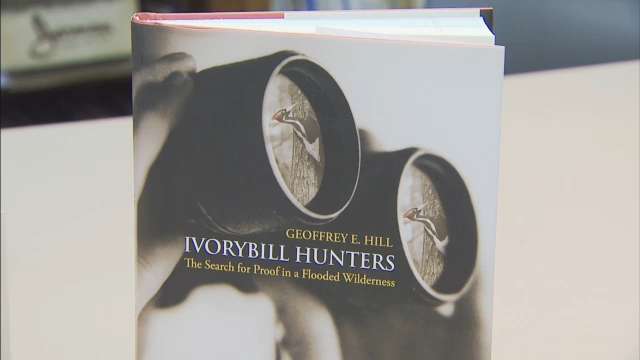 GEOFFREY E. HILL
IVORYBILL HUNTERS
The Search for Proof in a Flooded Wilderness